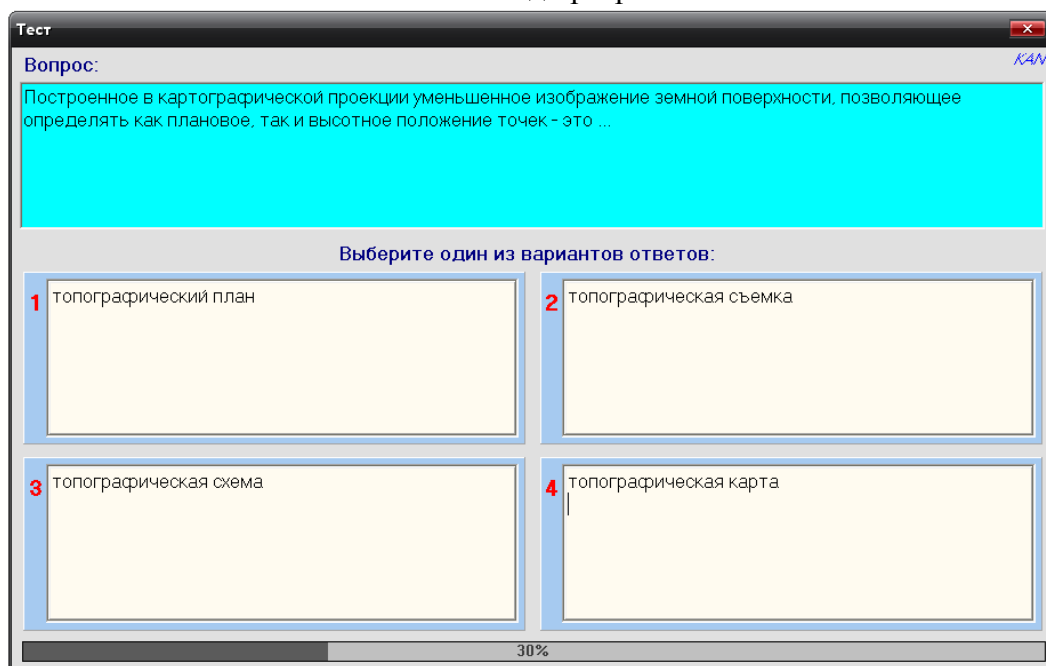 Тест
Вопрос:
KAN
Построенное в картографической проекции уменьшенное изображение земной поверхности, позволяющее
определять как плановое, так и высотное положение точек - это ...
Выберите один из вариантов ответов:
1 топографический план
2 топографическая съемка
3 топографическая схема
4 топографическая карта
30%